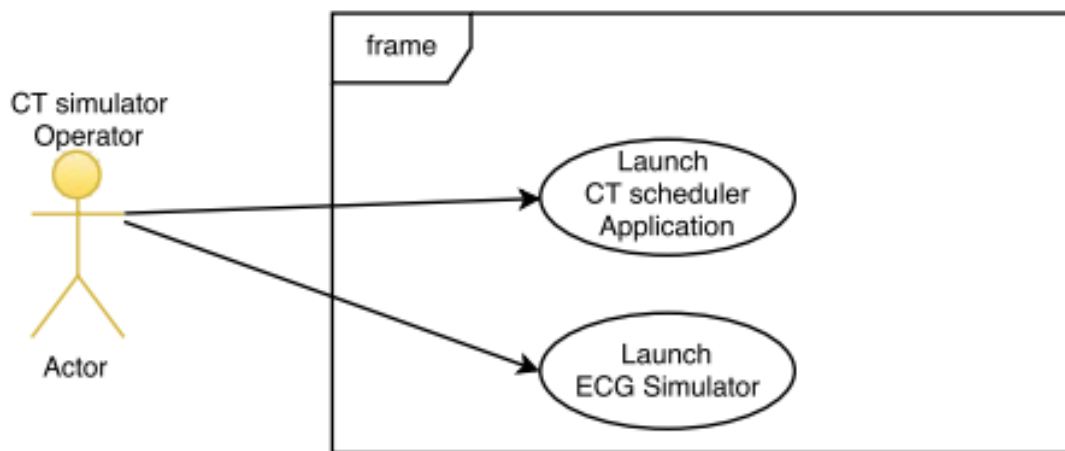 frame
CT simulator
Operator
Launch
CT scheduler
Application
Launch
ECG Simulator
Actor